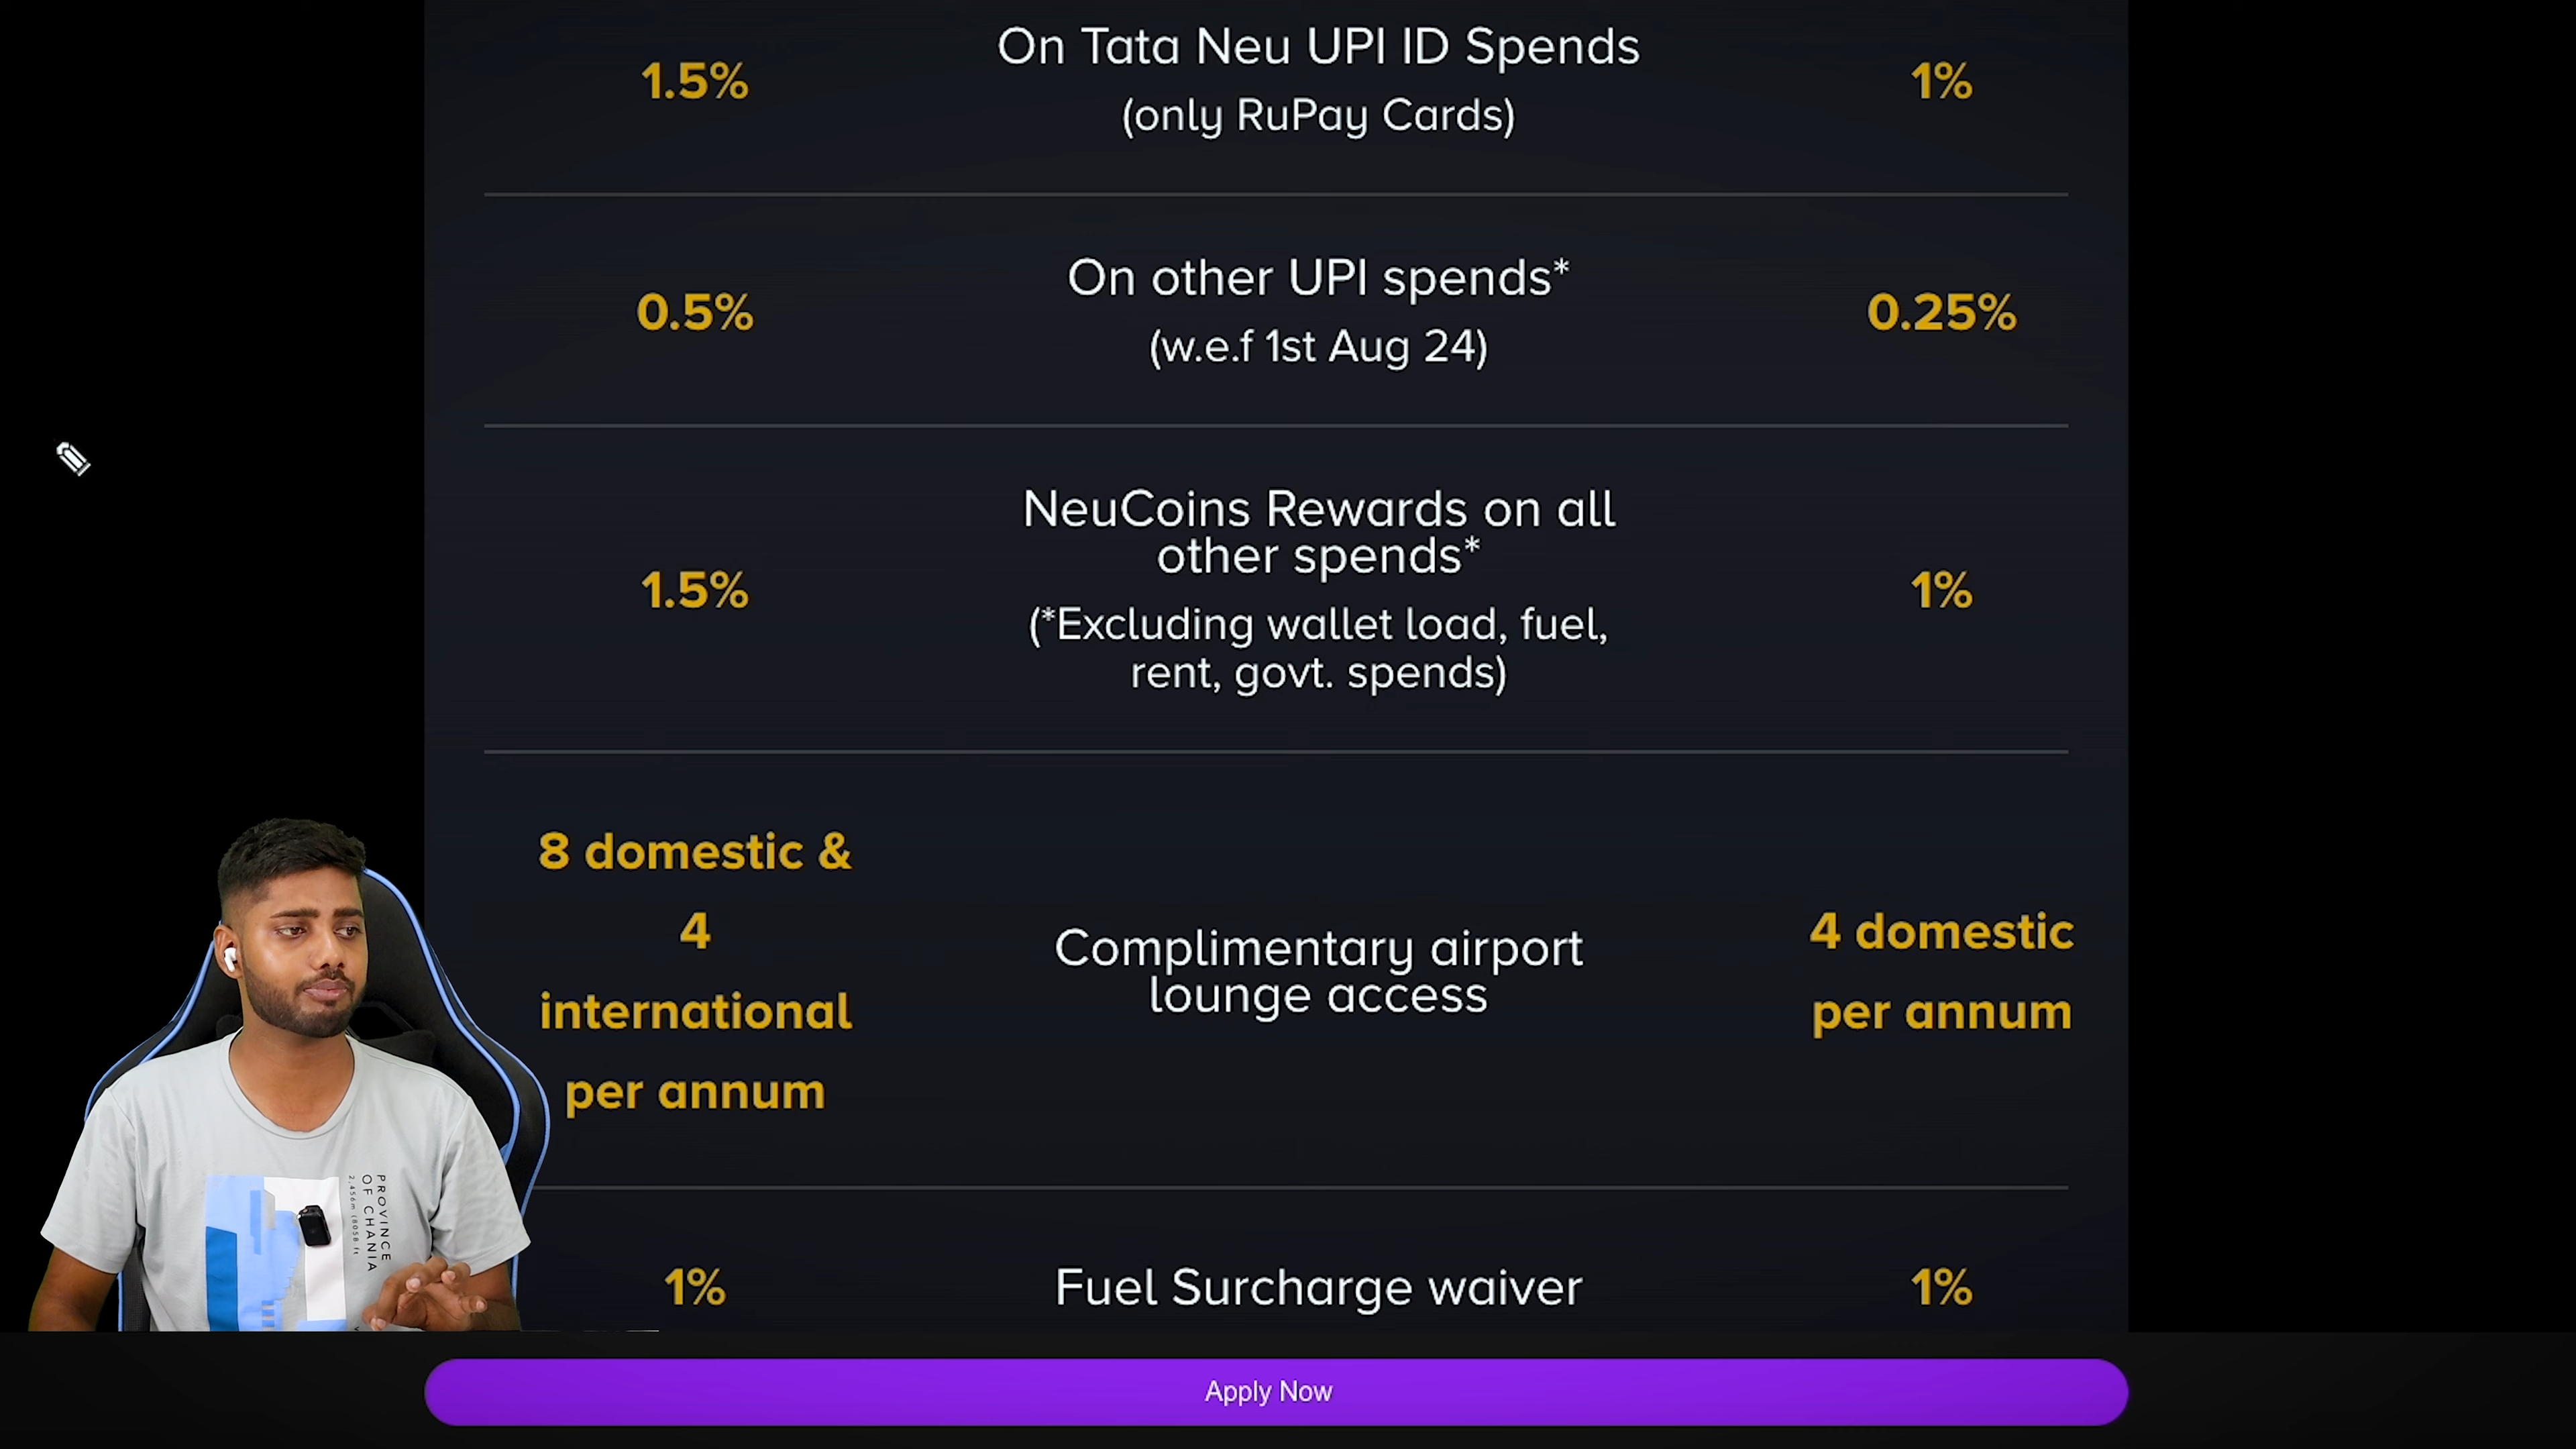 On Tata Neu UPI ID Spends
1.5%
1%
(only RuPay Cards)
On other UPI spends*
0.5%
0.25%
(w.e.f 1st Aug 24)
NeuCoins Rewards on all
other spends*
1.5%
1%
(*Excluding wallet load, fuel,
rent, govt. spends)
8 domestic &
4
international
per annum
Complimentary airport
lounge access
4 domestic
per annum
1%
Fuel Surcharge waiver
1%
Apply Now
PROVINCE
OF CHANIA